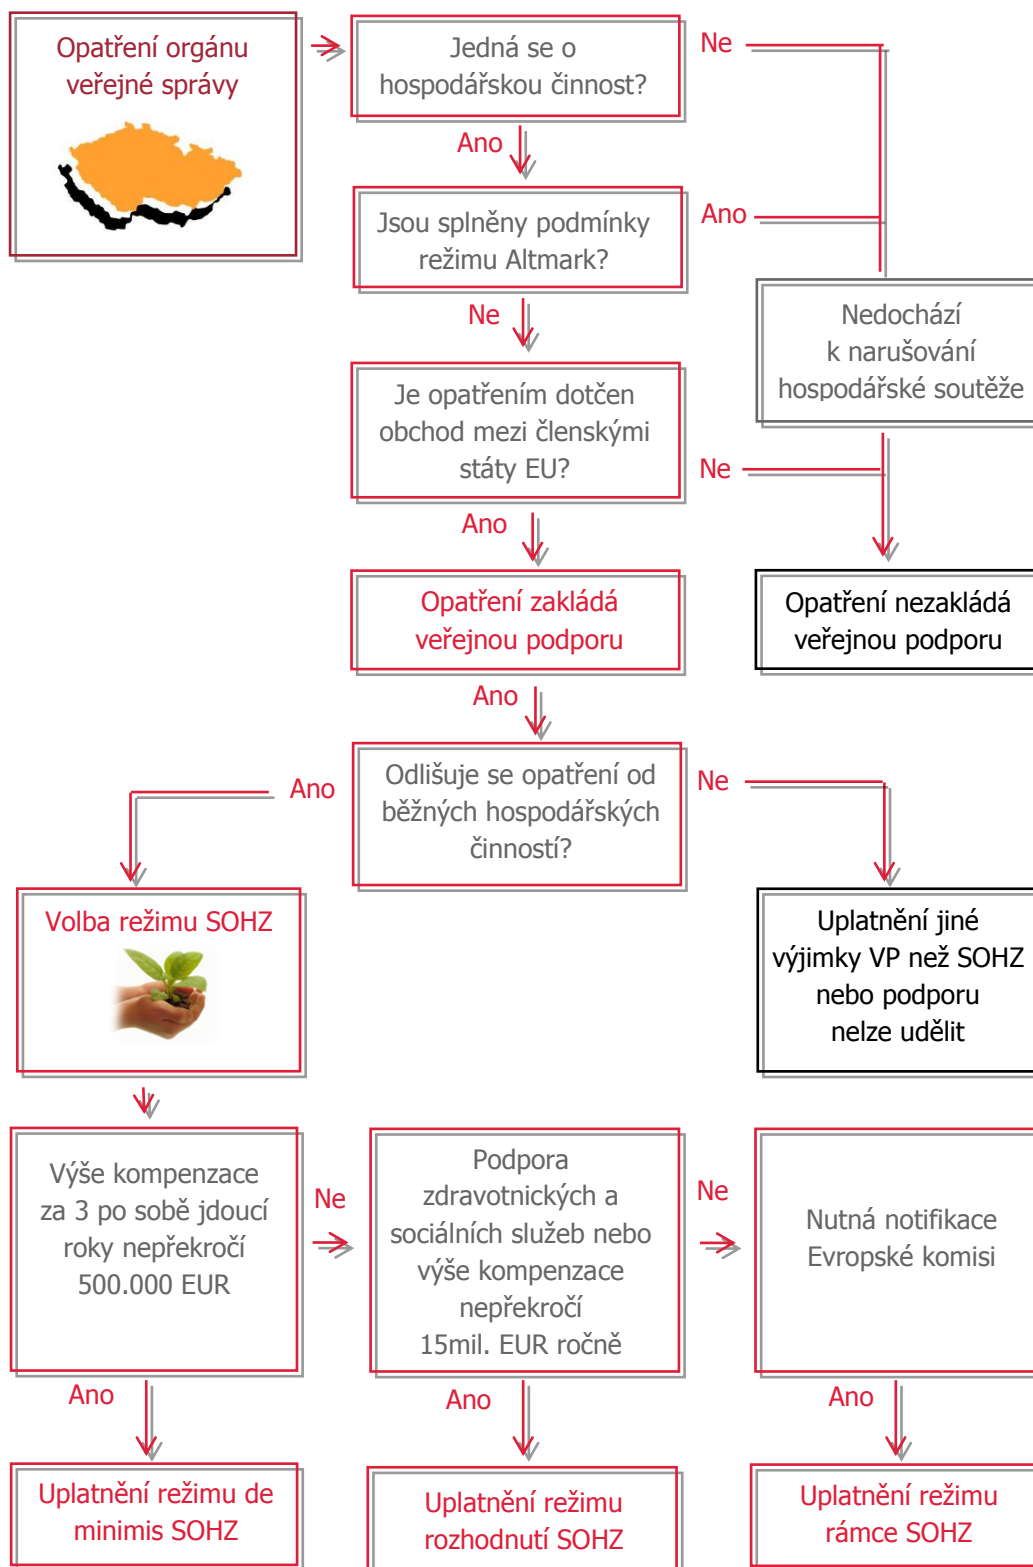 Opatření orgánu
veřejné správy
Jedná se o
hospodářskou činnost?
Ne
Ano
Jsou splněny podmínky
režimu Altmark?
Ano
Ne
Nedochází
k narušování
hospodářské soutěže
Je opatřením dotčen
obchod mezi členskými
státy EU?
Ne
Ano
Opatření zakládá
veřejnou podporu
Opatření nezakládá
veřejnou podporu
Ano
Odlišuje se opatření od
běžných hospodářských
činností?
Ano
Ne
Volba režimu SOHZ
Uplatnění jiné
výjimky VP než SOHZ
nebo podporu
nelze udělit
Výše kompenzace
za 3 po sobě jdoucí
roky nepřekročí
500.000 EUR
Ne
Podpora
zdravotnických a
sociálních služeb nebo
výše kompenzace
nepřekročí
15mil. EUR ročně
Ne
Nutná notifikace
Evropské komisi
Ano
Ano
Ano
Uplatnění režimu de
minimis SOHZ
Uplatnění režimu
rozhodnutí SOHZ
Uplatnění režimu
rámce SOHZ